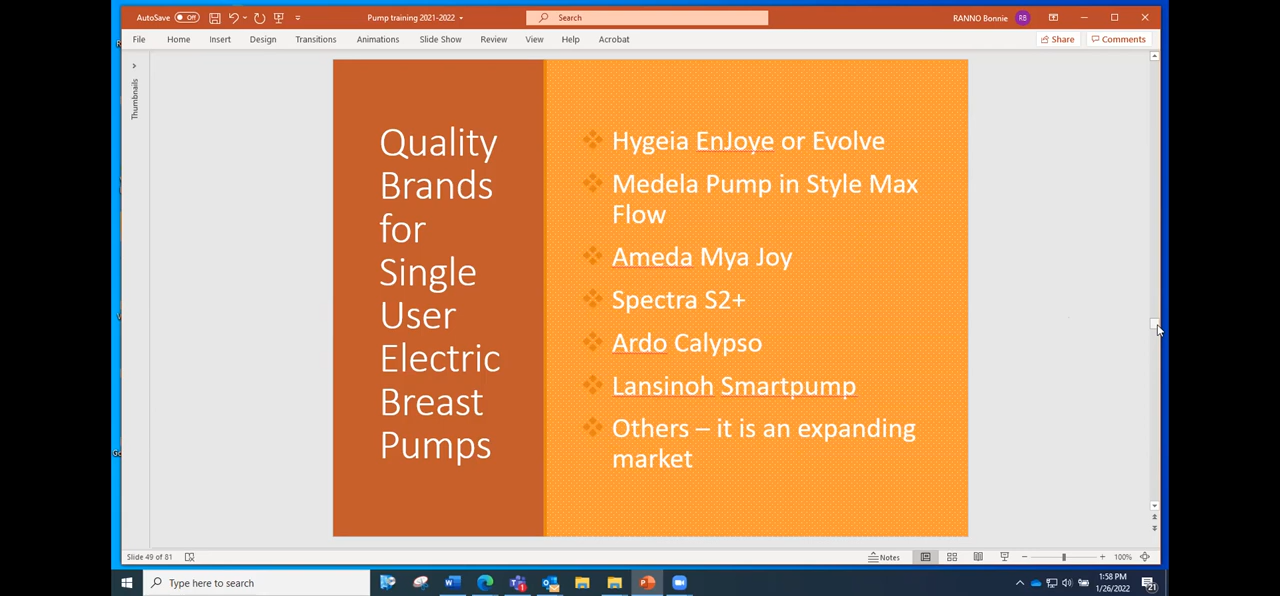 AutoSave Off
Pump training 2021-2022
Search
RANNO Bonnie RB
File Home Insert Design Transitions Animations Slide Show Review View Help Acrobat
Share Comments
Thumbnails
Quality
Brands
for
Single
User
Electric
Breast
Pumps
Hygeia EnJoye or Evolve
Medela Pump in Style Max
Flow
Ameda Mya Joy
Spectra S2+
Ardo Calypso
Lansinoh Smartpump
Others – it is an expanding
market
Slide 49 of 81
Notes
100%
Type here to search
1:58 PM
1/26/2022
21